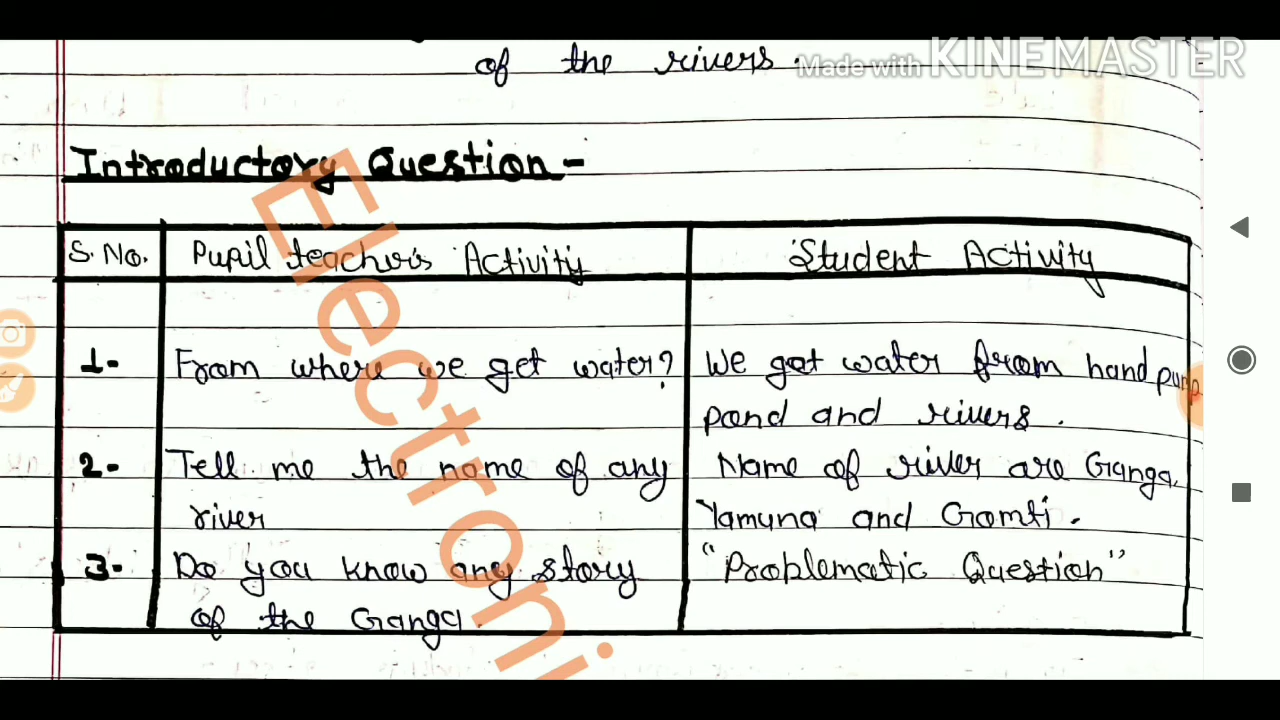 of the rivers.
Made with KINEMASTER
Introductory Question -
S. No. Pupil teacher's Activity Student Activity
1- From where we get water? We get water from hand pump
pond and rivers.
2- Tell me the name of any Name of river are Ganga,
river Yamuna and Gomti.
3- Do you know any story "Problematic Question"
of the Ganga.
Electroni